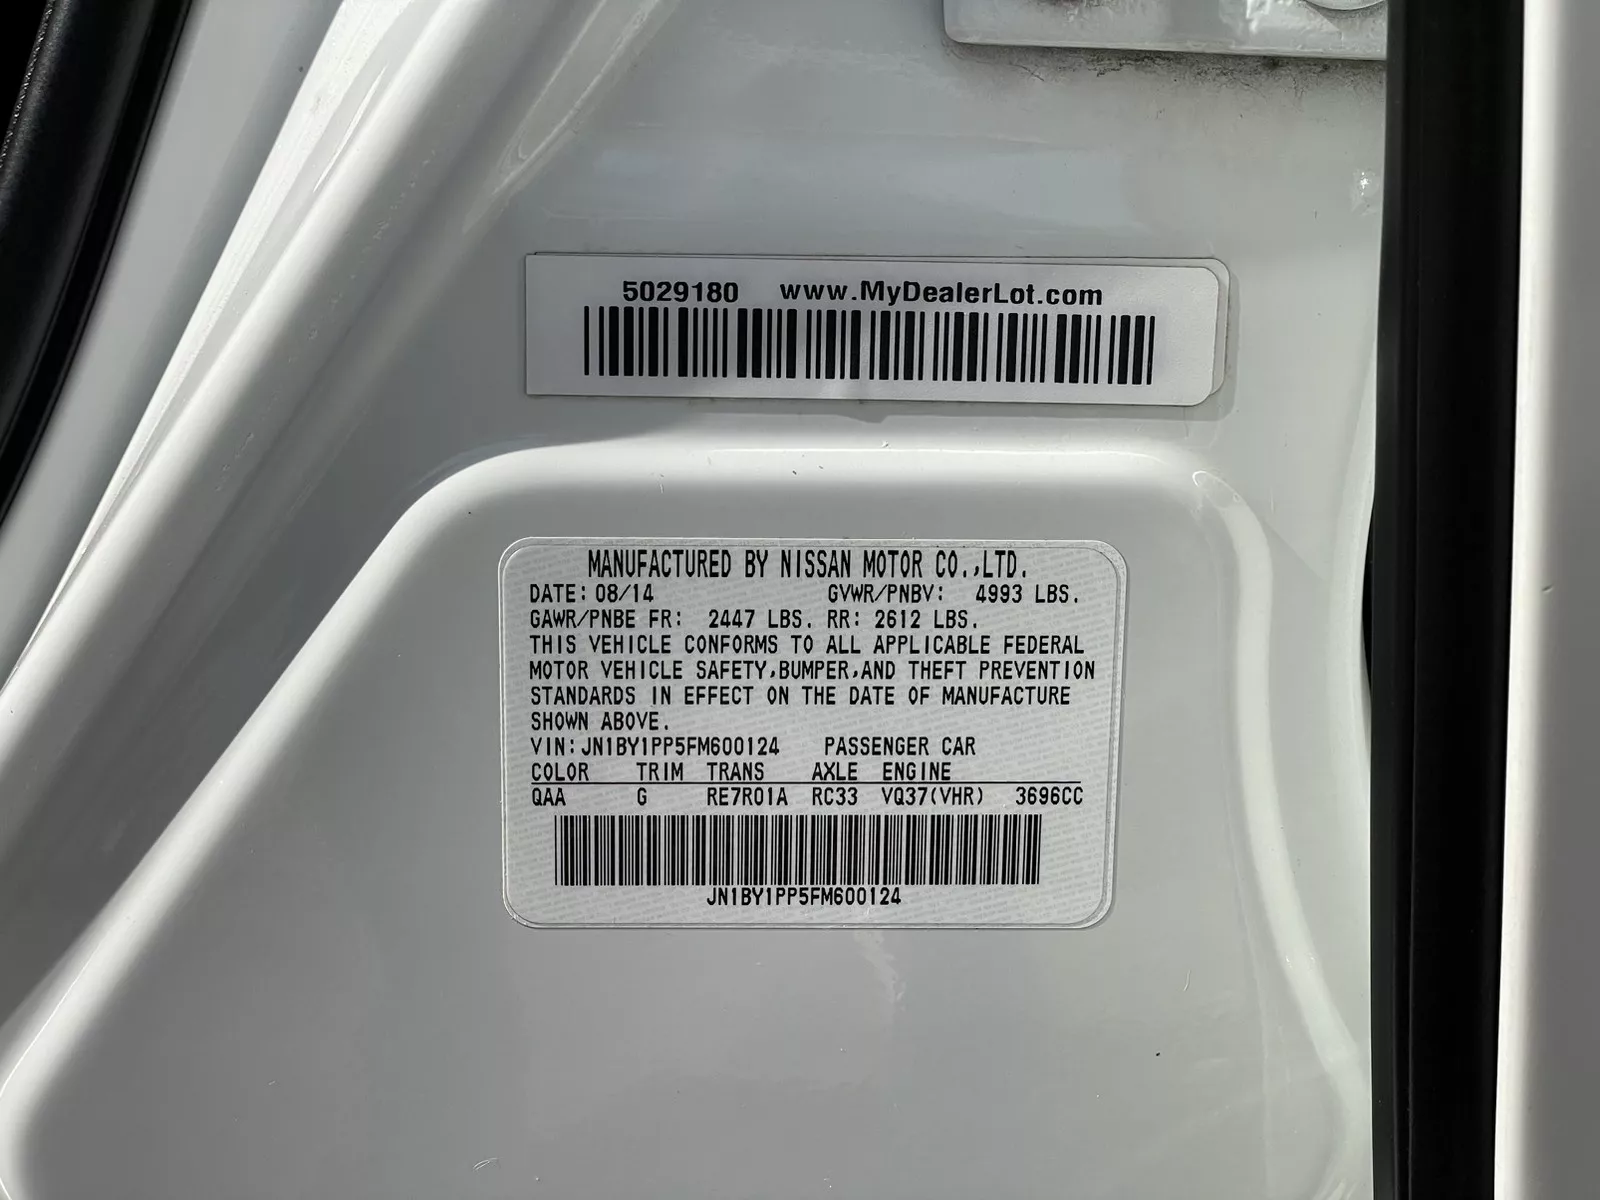 5029180 www.MyDealerLot.com
MANUFACTURED BY NISSAN MOTOR CO.,LTD.
DATE: 08/14 GVWR/PNBV: 4993 LBS.
GAWR/PNBE FR: 2447 LBS. RR: 2612 LBS.
THIS VEHICLE CONFORMS TO ALL APPLICABLE FEDERAL
MOTOR VEHICLE SAFETY,BUMPER,AND THEFT PREVENTION
STANDARDS IN EFFECT ON THE DATE OF MANUFACTURE
SHOWN ABOVE.
VIN: JN1BY1PP5FM600124 PASSENGER CAR
COLOR TRIM TRANS AXLE ENGINE
QAA G RE7R01A RC33 VQ37(VHR) 3696CC
JN1BY1PP5FM600124